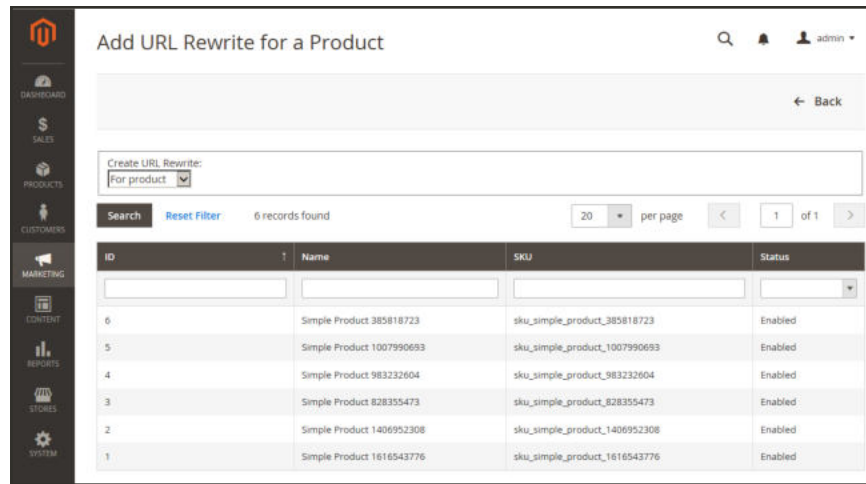 Add URL Rewrite for a Product
admin
DASHBOARD
← Back
SALES
Create URL Rewrite:
For product
PRODUCTS
Search Reset Filter 6 records found 20 per page 1 of 1
CUSTOMERS
ID ↑ Name SKU Status
MARKETING
CONTENT
6 Simple Product 385818723 sku_simple_product_385818723 Enabled
5 Simple Product 1007990693 sku_simple_product_1007990693 Enabled
REPORTS
4 Simple Product 983232604 sku_simple_product_983232604 Enabled
3 Simple Product 828355473 sku_simple_product_828355473 Enabled
STORES
2 Simple Product 1406952308 sku_simple_product_1406952308 Enabled
SYSTEM
1 Simple Product 1616543776 sku_simple_product_1616543776 Enabled